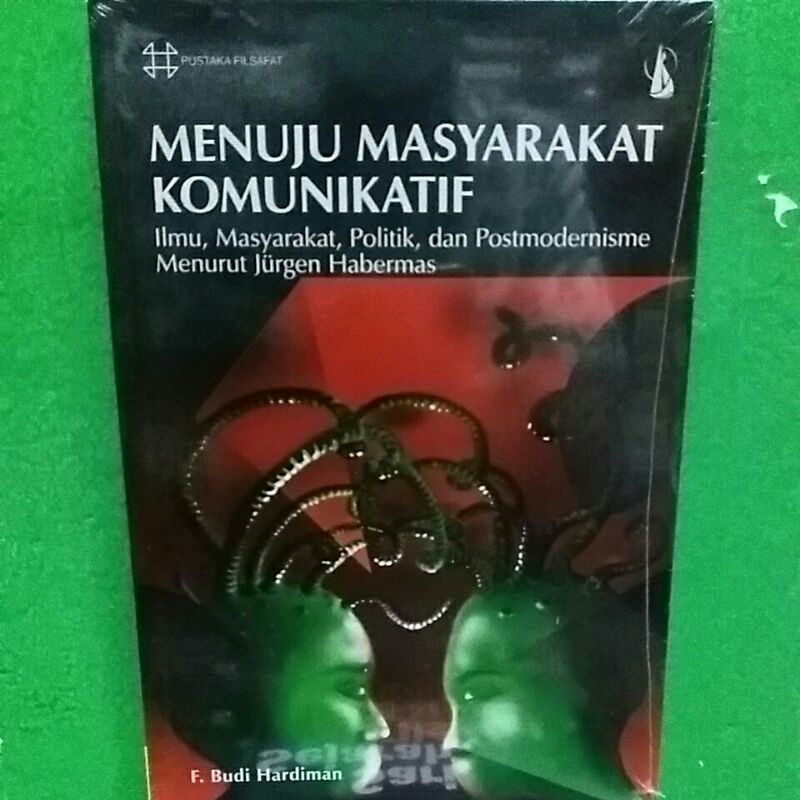 PUSTAKA FILSAFAT
MENUJU MASYARAKAT
KOMUNIKATIF
Ilmu, Masyarakat, Politik, dan Postmodernisme
Menurut Jürgen Habermas
F. Budi Hardiman